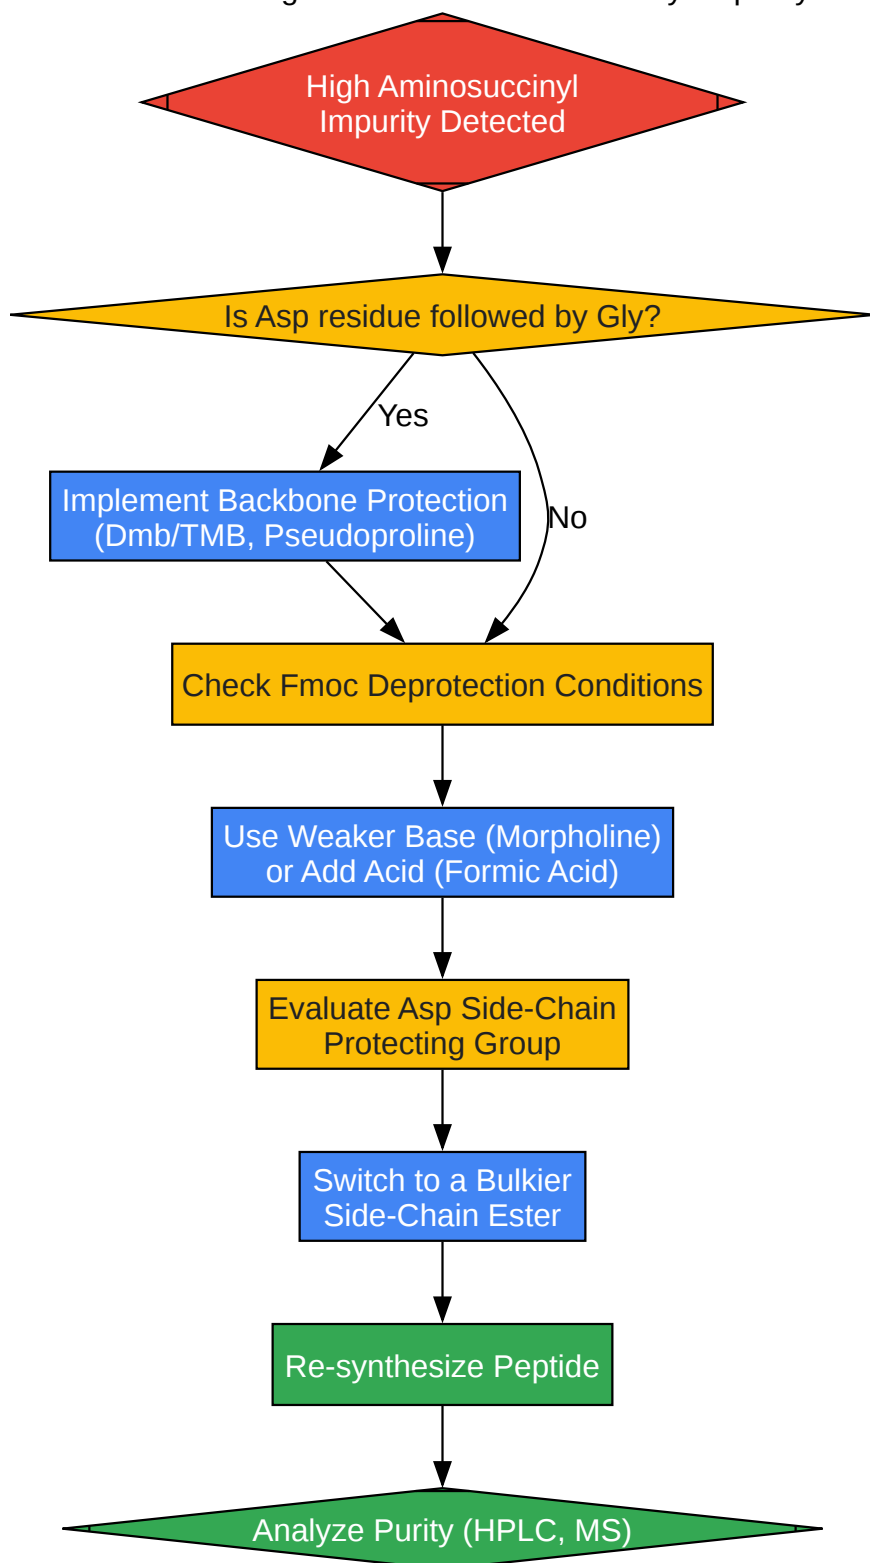 High Aminosuccinyl
Impurity Detected
Is Asp residue followed by Gly?
Yes
Implement Backbone Protection
(Dmb/TMB, Pseudoproline)
No
Check Fmoc Deprotection Conditions
Use Weaker Base (Morpholine)
or Add Acid (Formic Acid)
Evaluate Asp Side-Chain
Protecting Group
Switch to a Bulkier
Side-Chain Ester
Re-synthesize Peptide
Analyze Purity (HPLC, MS)